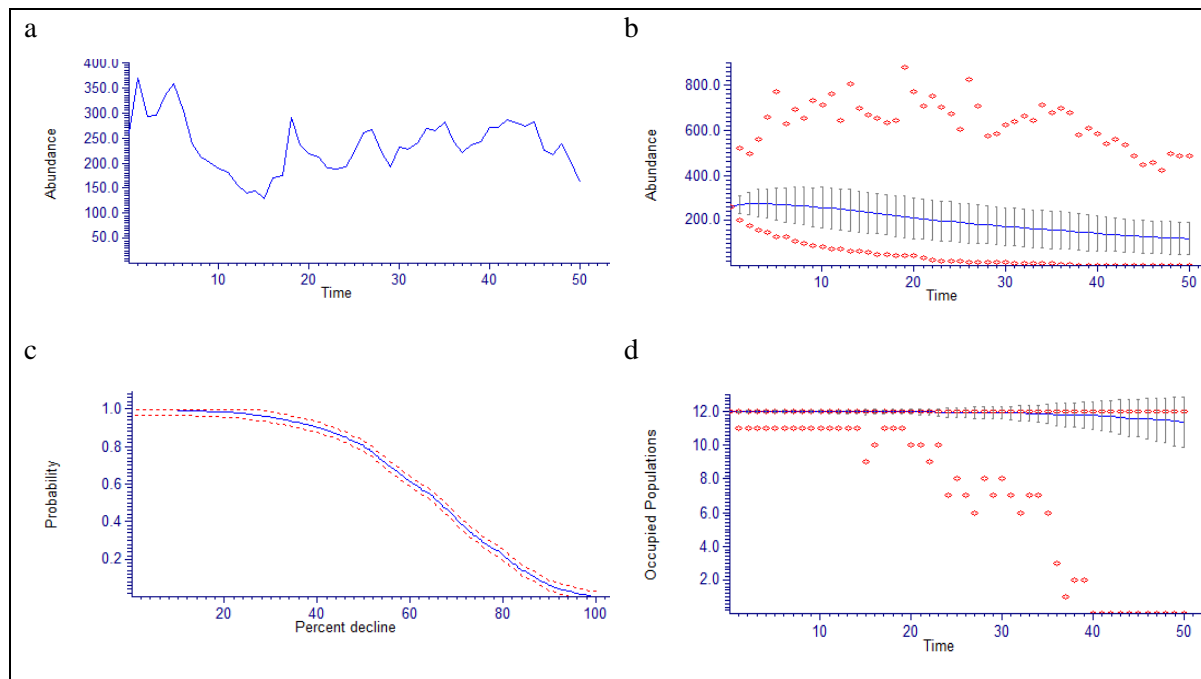 a
400.0
350.0
300.0
250.0
200.0
150.0
100.0
50.0
Abundance
10 20 30 40 50
Time
b
800.0
600.0
400.0
200.0
Abundance
10 20 30 40 50
Time
c
1.0
0.8
0.6
0.4
0.2
Probability
20 40 60 80 100
Percent decline
d
12.0
10.0
8.0
6.0
4.0
2.0
Occupied Populations
10 20 30 40 50
Time